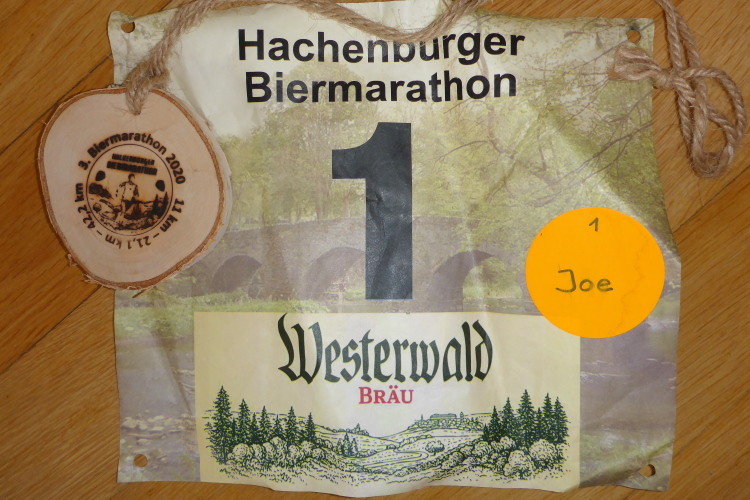 Hachenburger
Biermarathon
1
3. Biermarathon 2020
11 km – 21,1 km – 42,2 km
1
Joe
Westerwald
BRÄU